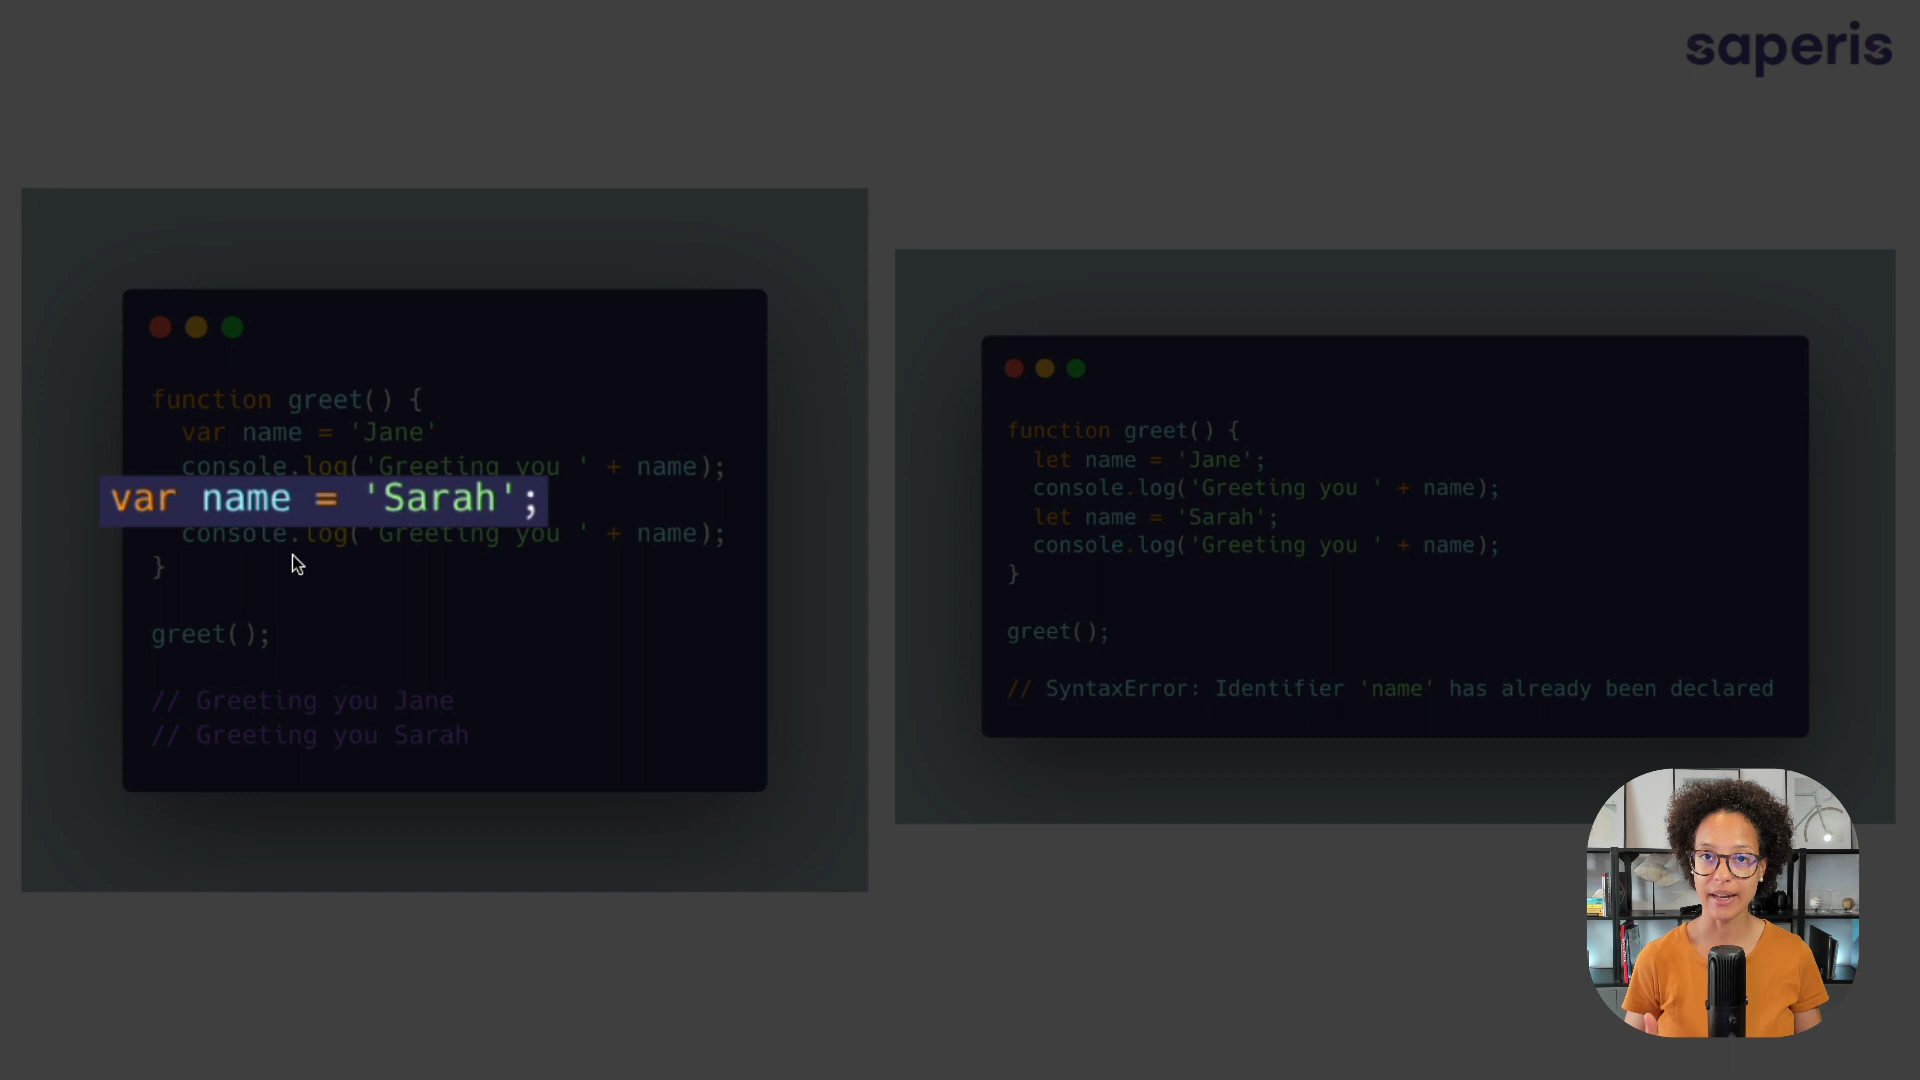 saperis
function greet() {
var name = 'Jane'
console.log('Greeting you ' + name);
var name = 'Sarah';
console.log('Greeting you ' + name);
}
greet();
// Greeting you Jane
// Greeting you Sarah
function greet() {
let name = 'Jane';
console.log('Greeting you ' + name);
let name = 'Sarah';
console.log('Greeting you ' + name);
}
greet();
// SyntaxError: Identifier 'name' has already been declared